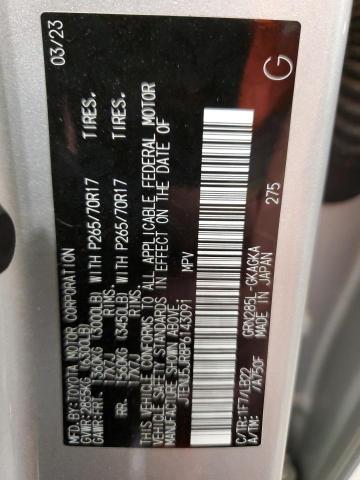 MFD. BY: TOYOTA MOTOR CORPORATION 03/23
GVWR: 2855KG (6300LB)
GAWR: FRT. 1360KG (3000LB) WITH P265/70R17 TIRES,
17X7J RIMS,
RR. 1565KG (3450LB) WITH P265/70R17 TIRES,
17X7J RIMS,
THIS VEHICLE CONFORMS TO ALL APPLICABLE FEDERAL MOTOR
VEHICLE SAFETY STANDARDS IN EFFECT ON THE DATE OF
MANUFACTURE SHOWN ABOVE.
JTENU5JR8P6143091 MPV
C/TR: 1F7/LB22 GRN285L-GKAGKA 275
A/TM: /A750F MADE IN JAPAN
G